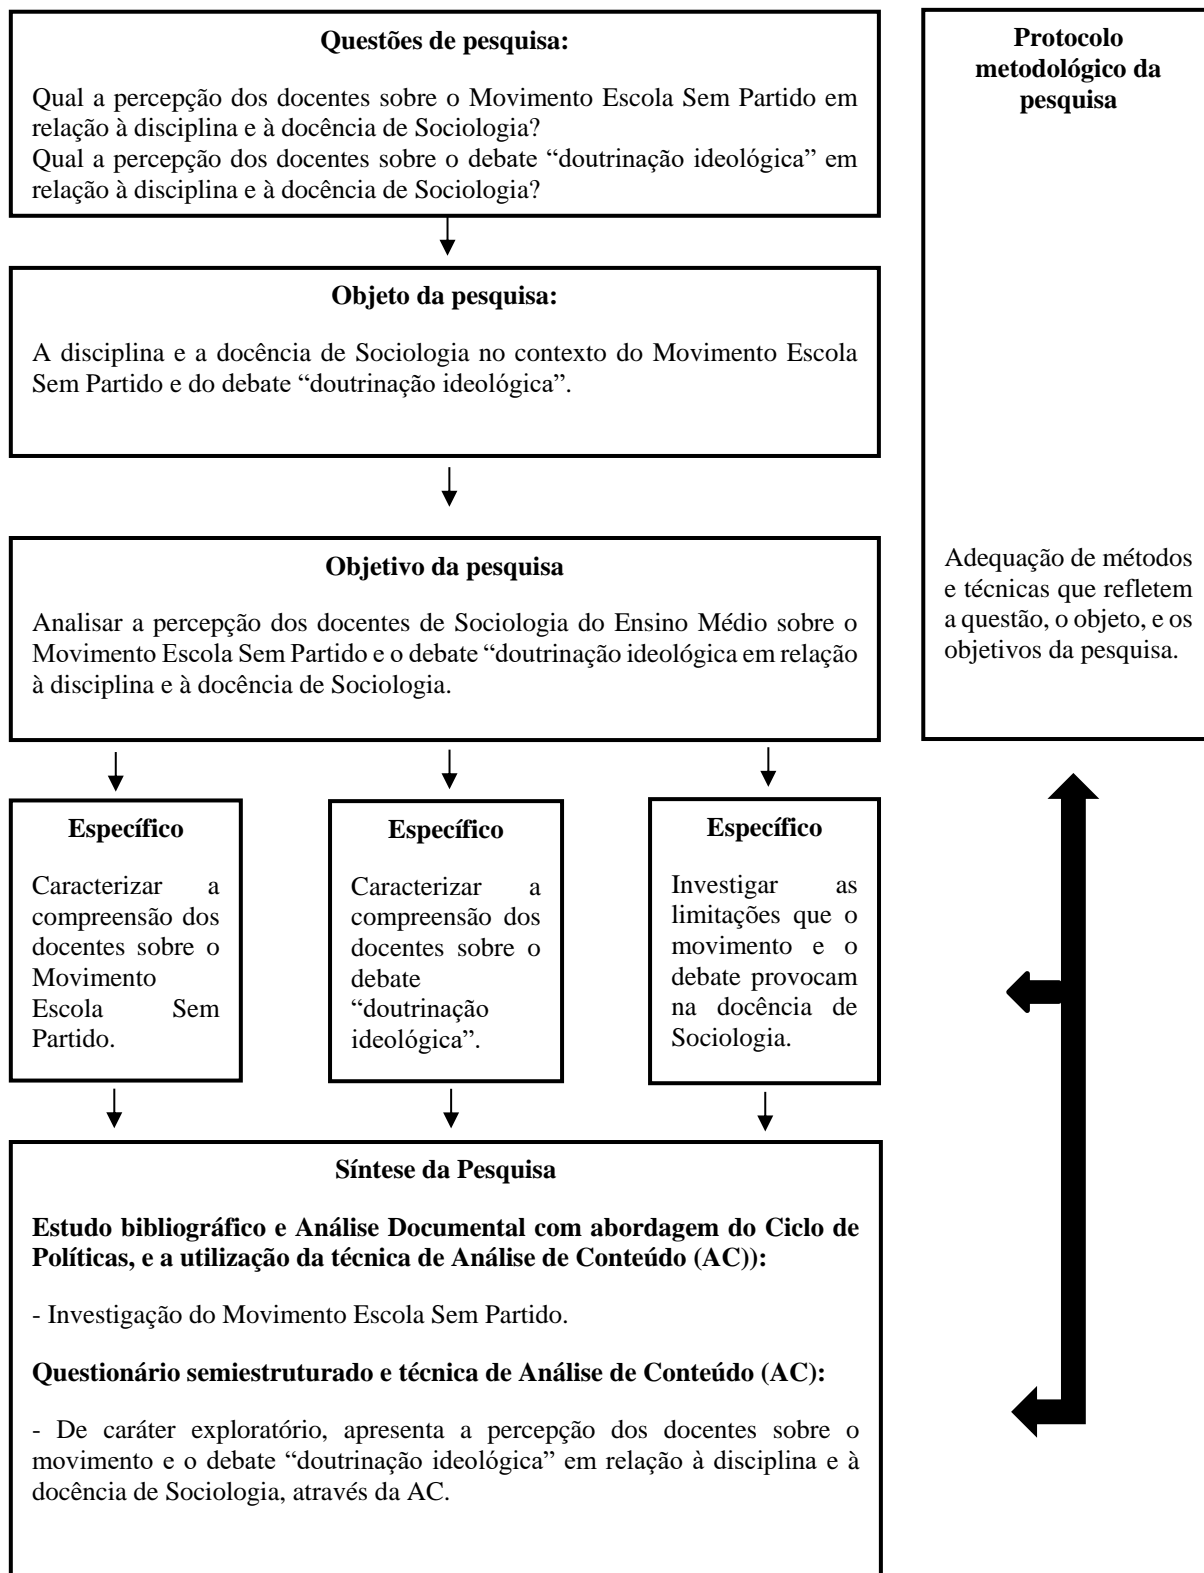 Questões de pesquisa:
Qual a percepção dos docentes sobre o Movimento Escola Sem Partido em
relação à disciplina e à docência de Sociologia?
Qual a percepção dos docentes sobre o debate “doutrinação ideológica” em
relação à disciplina e à docência de Sociologia?
Objeto da pesquisa:
A disciplina e a docência de Sociologia no contexto do Movimento Escola
Sem Partido e do debate “doutrinação ideológica”.
Objetivo da pesquisa
Analisar a percepção dos docentes de Sociologia do Ensino Médio sobre o
Movimento Escola Sem Partido e o debate “doutrinação ideológica em relação
à disciplina e à docência de Sociologia.
Específico
Caracterizar a
compreensão dos
docentes sobre o
Movimento
Escola Sem
Partido.
Específico
Caracterizar a
compreensão dos
docentes sobre o
debate
“doutrinação
ideológica”.
Específico
Investigar as
limitações que o
movimento e o
debate provocam
na docência de
Sociologia.
Síntese da Pesquisa
Estudo bibliográfico e Análise Documental com abordagem do Ciclo de
Políticas, e a utilização da técnica de Análise de Conteúdo (AC)):
- Investigação do Movimento Escola Sem Partido.
Questionário semiestruturado e técnica de Análise de Conteúdo (AC):
- De caráter exploratório, apresenta a percepção dos docentes sobre o
movimento e o debate “doutrinação ideológica” em relação à disciplina e à
docência de Sociologia, através da AC.
Protocolo
metodológico da
pesquisa
Adequação de métodos
e técnicas que refletem
a questão, o objeto, e os
objetivos da pesquisa.